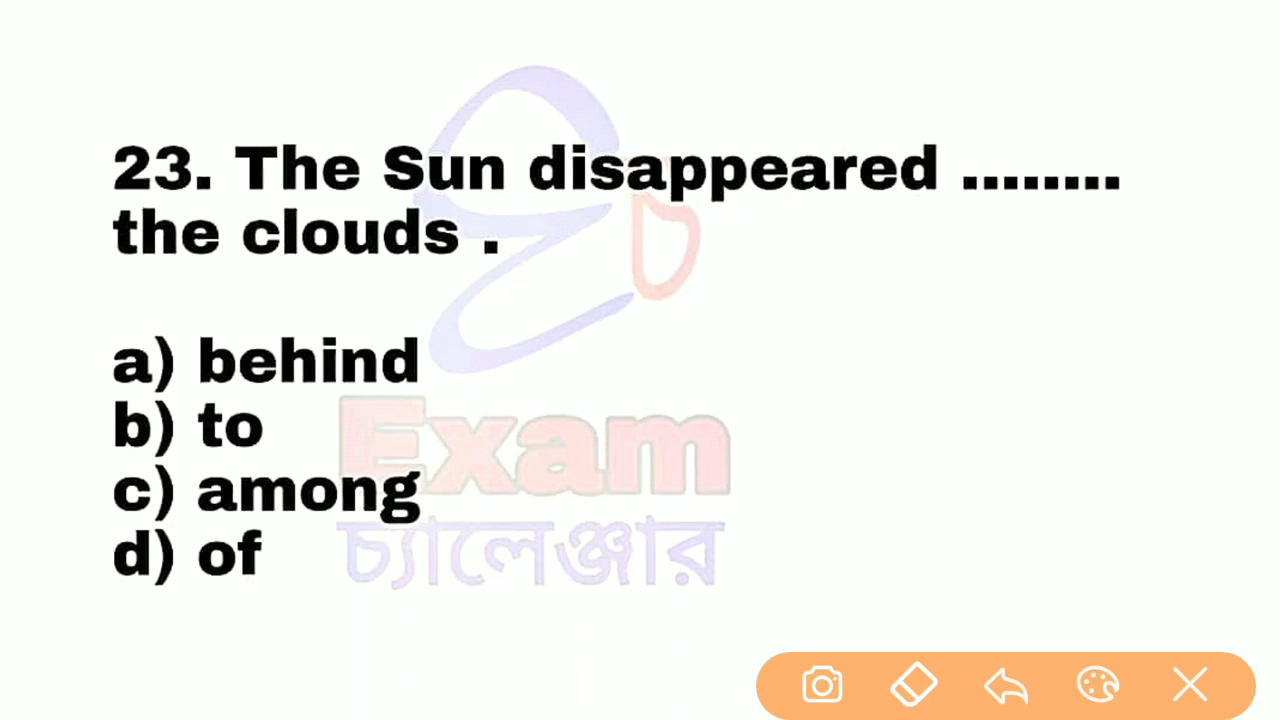 23. The Sun disappeared ........
the clouds .
a) behind
b) to
c) among
d) of
Exam
চ্যালেঞ্জার